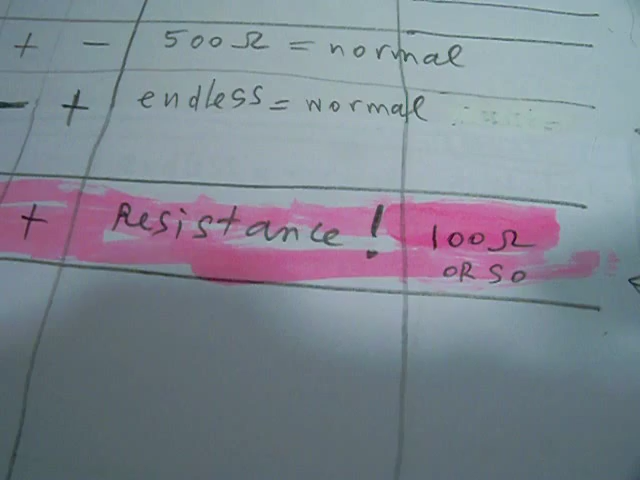 + - 500Ω = normal
- + endless = normal
+ Resistance! 100Ω
OR SO